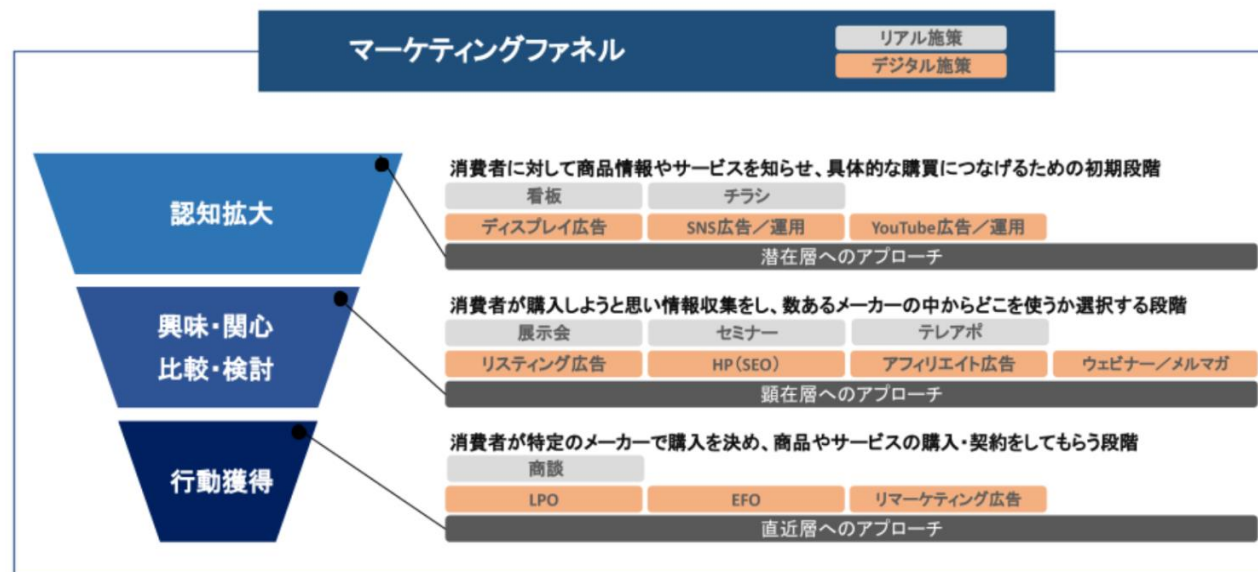 マーケティングファネル
リアル施策
デジタル施策
認知拡大
消費者に対して商品情報やサービスを知らせ、具体的な購買につなげるための初期段階
看板 チラシ
ディスプレイ広告 SNS広告／運用 YouTube広告／運用
潜在層へのアプローチ
興味・関心
比較・検討
消費者が購入しようと思い情報収集をし、数あるメーカーの中からどこを使うか選択する段階
展示会 セミナー テレアポ
リスティング広告 HP（SEO） アフィリエイト広告 ウェビナー／メルマガ
顕在層へのアプローチ
行動獲得
消費者が特定のメーカーで購入を決め、商品やサービスの購入・契約をしてもらう段階
商談
LPO EFO リマーケティング広告
直近層へのアプローチ